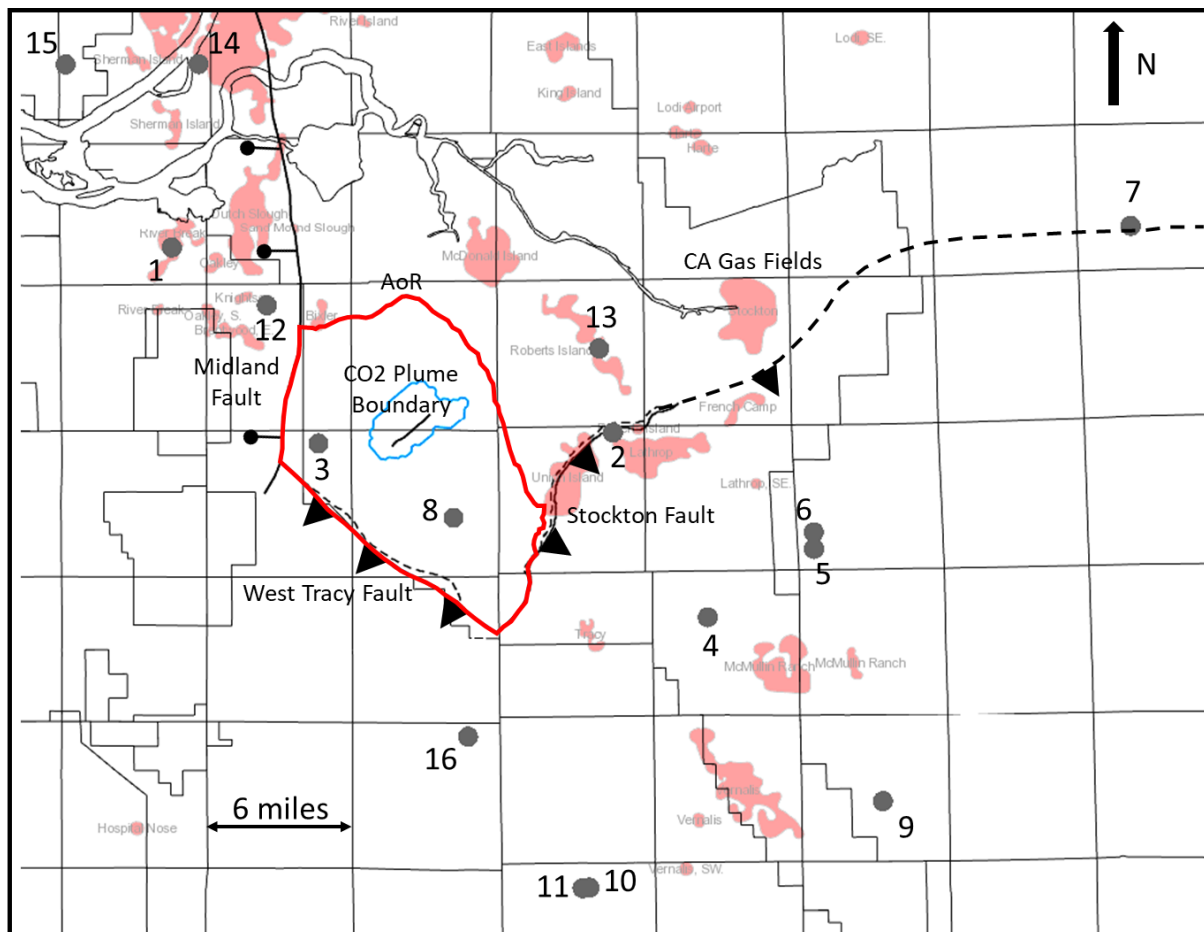 River Island
15
14
Sherman Island
East Islands
Lodi, SE.
N
King Island
Lodi Airport
Sherman Island
Harte
7
Dutch Slough
Sand Mound Slough
River Break
McDonald Island
CA Gas Fields
1
Oakley
AoR
Knightsen
River Break
Oakley, S.
12
13
Stockton
Brentwood, E.
Roberts Island
Midland
Fault
CO2 Plume
Boundary
French Camp
3
2
Lathrop
Union Island
Lathrop, SE.
8
Stockton Fault
6
5
West Tracy Fault
4
Tracy
McMullin Ranch
McMullin Ranch
16
6 miles
Vernalis
Vernalis
9
Hospital Nose
Vernalis, SW.
11
10